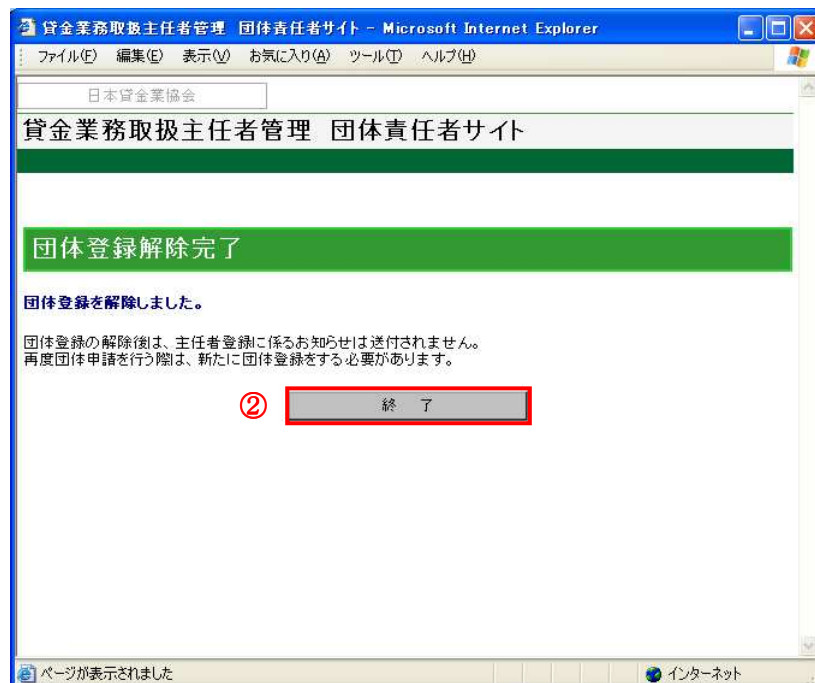 貸金業務取扱主任者管理 団体責任者サイト - Microsoft Internet Explorer
ファイル(F) 編集(E) 表示(V) お気に入り(A) ツール(T) ヘルプ(H)
日本貸金業協会
貸金業務取扱主任者管理 団体責任者サイト
団体登録解除完了
団体登録を解除しました。
団体登録の解除後は、主任者登録に係るお知らせは送付されません。
再度団体申請を行う際は、新たに団体登録をする必要があります。
② 終 了
ページが表示されました インターネット